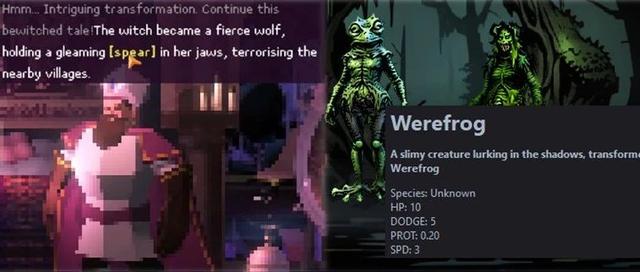 Hmm... Intriguing transformation. Continue this
bewitched tale!The witch became a fierce wolf,
holding a gleaming [spear] in her jaws, terrorising the
nearby villages.
Werefrog
A slimy creature lurking in the shadows, transforme
Werefrog
Species: Unknown
HP: 10
DODGE: 5
PROT: 0.20
SPD: 3